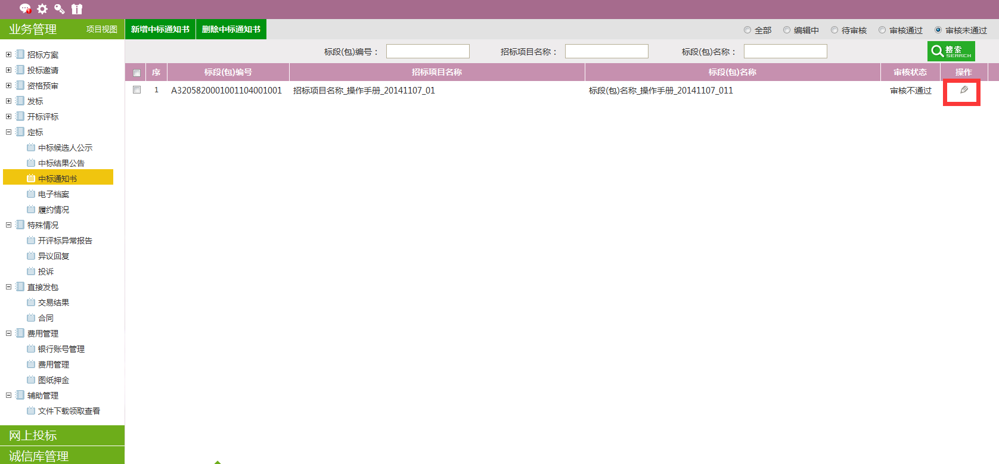 业务管理 项目视图
新增中标通知书 删除中标通知书
全部 编辑中 待审核 审核通过 审核未通过
标段(包)编号： 招标项目名称： 标段(包)名称： 搜索 SEARCH
序 标段(包)编号 招标项目名称 标段(包)名称 审核状态 操作
1 A3205820001001104001001 招标项目名称_操作手册_20141107_01 标段(包)名称_操作手册_20141107_011 审核不通过
招标方案
投标邀请
资格预审
发标
开标评标
定标
中标候选人公示
中标结果公告
中标通知书
电子档案
履约情况
特殊情况
开评标异常报告
异议回复
投诉
直接发包
交易结果
合同
费用管理
银行账号管理
费用管理
图纸押金
辅助管理
文件下载领取查看
网上投标
诚信库管理